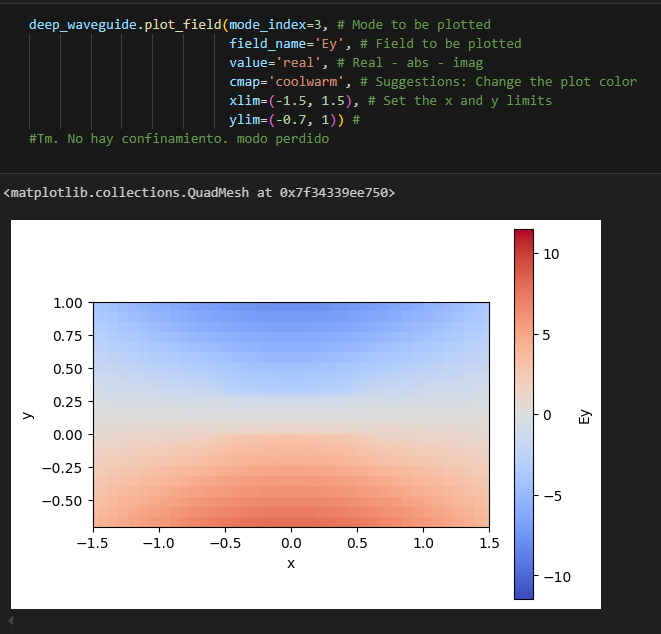 deep_waveguide.plot_field(mode_index=3, # Mode to be plotted
field_name='Ey', # Field to be plotted
value='real', # Real - abs - imag
cmap='coolwarm', # Suggestions: Change the plot color
xlim=(-1.5, 1.5), # Set the x and y limits
ylim=(-0.7, 1)) #
#Tm. No hay confinamiento. modo perdido
<matplotlib.collections.QuadMesh at 0x7f34339ee750>
1.00
0.75
0.50
0.25
0.00
−0.25
−0.50
y
−1.5 −1.0 −0.5 0.0 0.5 1.0 1.5
x
10
5
0
−5
−10
Ey